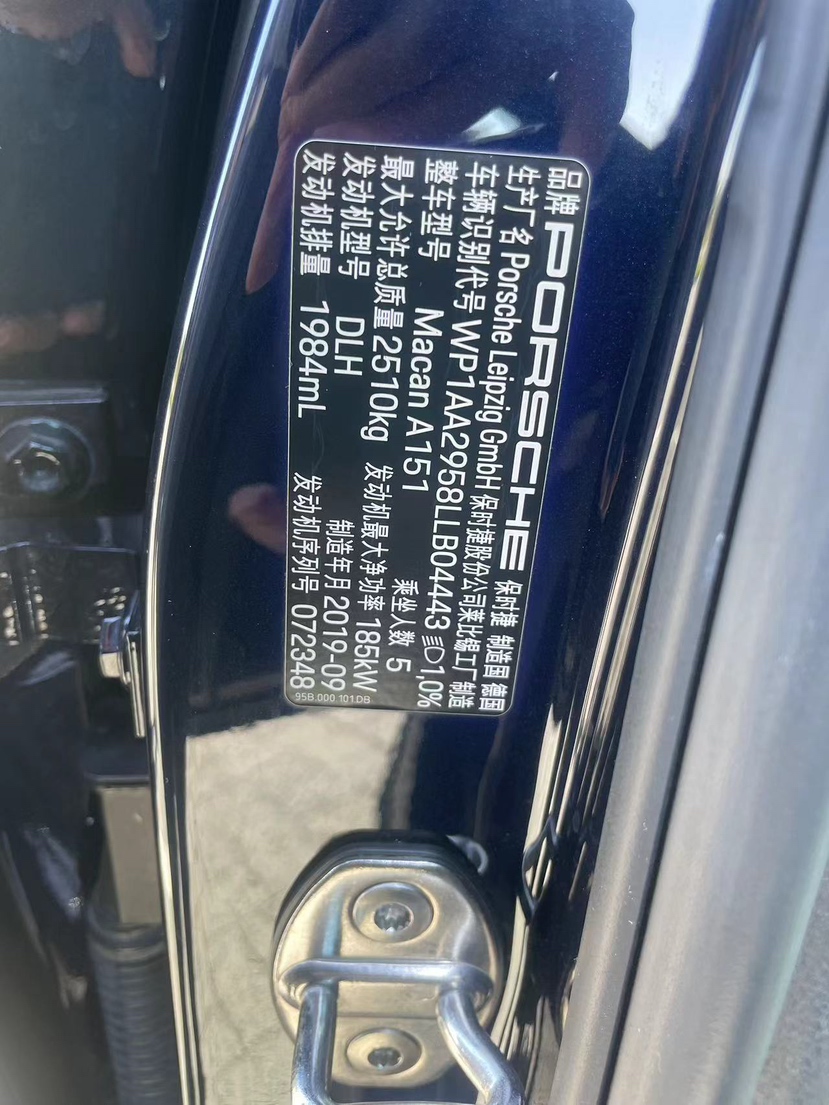 品牌 PORSCHE 保时捷 制造国 德国
生产厂名 Porsche Leipzig GmbH 保时捷股份公司莱比锡工厂制造
车辆识别代号 WP1AA2958LLB04443 1,0%
整车型号 Macan A151 乘坐人数 5
最大允许总质量 2510kg 发动机最大净功率 185kW
发动机型号 DLH 制造年月 2019-09
发动机排量 1984mL 发动机序列号 072348
95B.000 101 DB